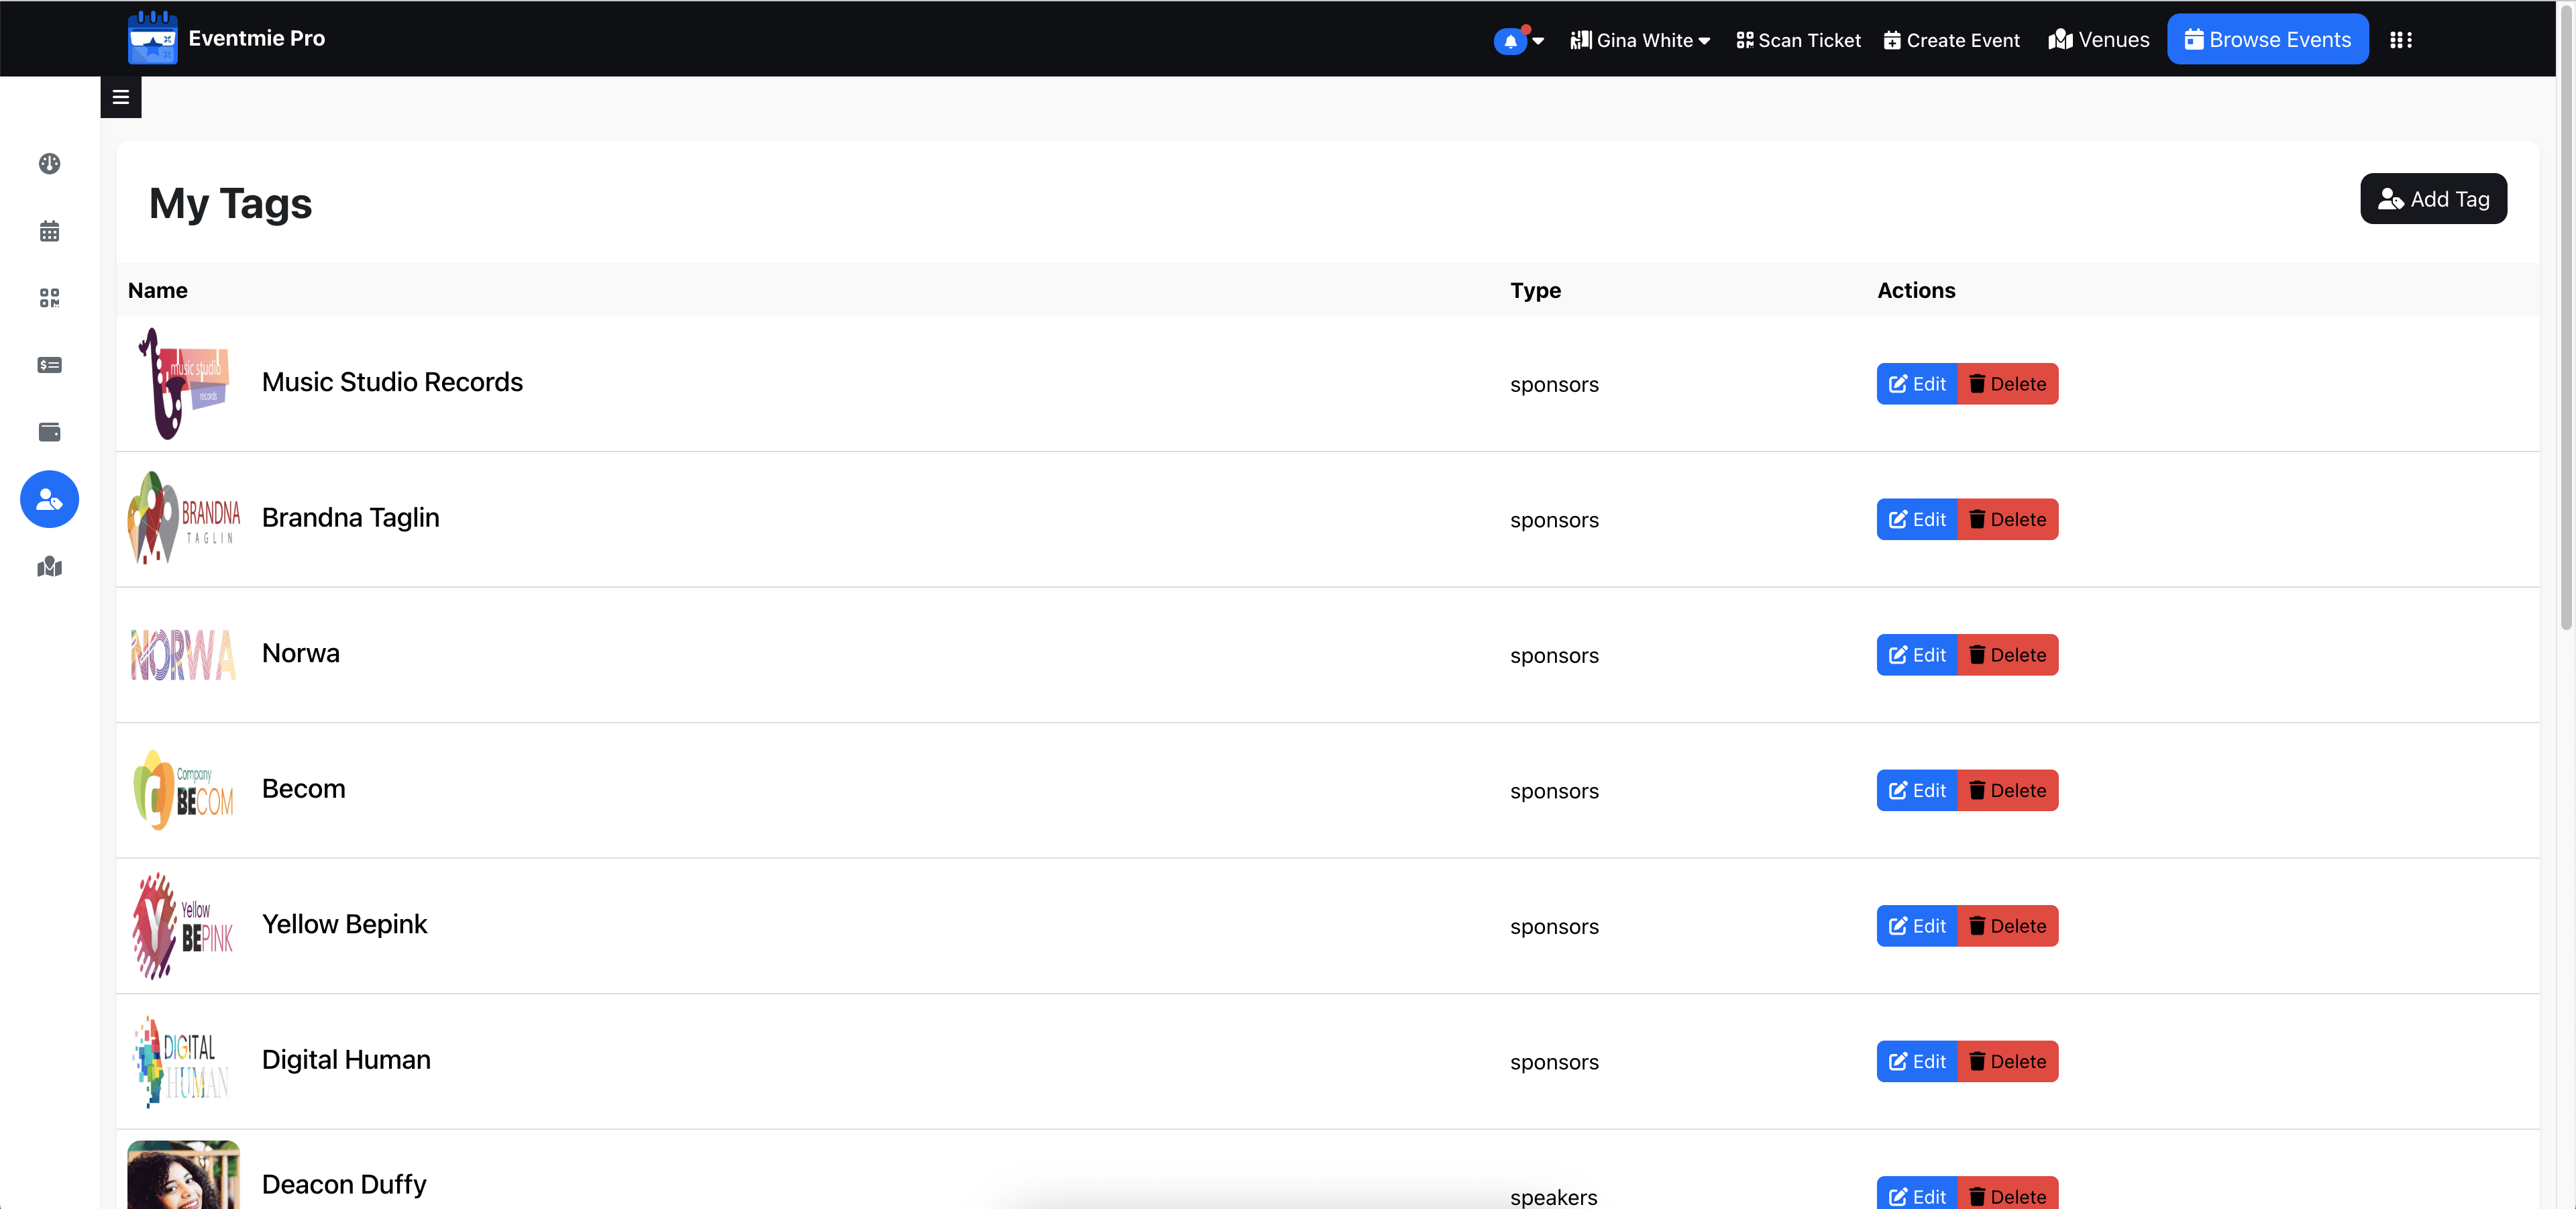 Eventmie Pro
Gina White
Scan Ticket
Create Event
Venues
Browse Events
My Tags
Add Tag
Name Type Actions
music studio
records
Music Studio Records sponsors Edit Delete
BRANDNA
TAGLIN
Brandna Taglin sponsors Edit Delete
NORWA
Norwa sponsors Edit Delete
Company
BECOM
Becom sponsors Edit Delete
Yellow
BEPINK
Yellow Bepink sponsors Edit Delete
DIGITAL
HUMAN
Digital Human sponsors Edit Delete
Deacon Duffy speakers Edit Delete